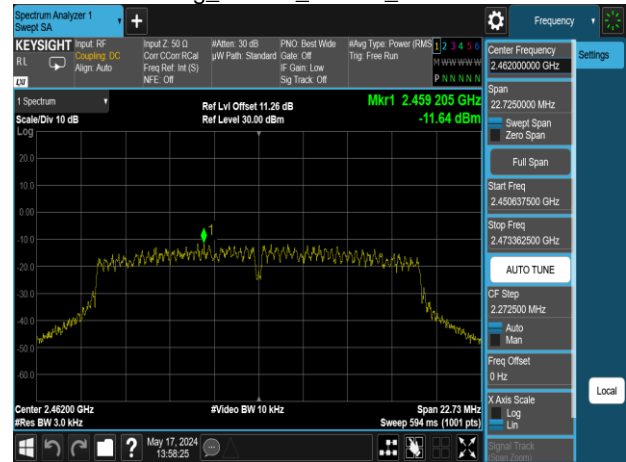 Spectrum Analyzer 1
Swept SA
+
Frequency
KEYSIGHT
RL
LXI
Input: RF
Coupling: DC
Align: Auto
Input Z: 50 Ω
Corr CCorr RCal
Freq Ref: Int (S)
NFE: Off
#Atten: 30 dB
µW Path: Standard
PNO: Best Wide
Gate: Off
IF Gain: Low
Sig Track: Off
#Avg Type: Power (RMS
Trig: Free Run
1 2 3 4 5 6
M W W W W W
P N N N N N
1 Spectrum
Scale/Div 10 dB
Log
Ref Lvl Offset 11.26 dB
Ref Level 30.00 dBm
Mkr1 2.459 205 GHz
-11.64 dBm
20.0
10.0
0.00
-10.0
-20.0
-30.0
-40.0
-50.0
-60.0
1
Center 2.46200 GHz
#Res BW 3.0 kHz
#Video BW 10 kHz
Span 22.73 MHz
Sweep 594 ms (1001 pts)
Center Frequency
2.462000000 GHz
Settings
Span
22.7250000 MHz
Swept Span
Zero Span
Full Span
Start Freq
2.450637500 GHz
Stop Freq
2.473362500 GHz
AUTO TUNE
CF Step
2.272500 MHz
Auto
Man
Freq Offset
0 Hz
X Axis Scale
Log
Lin
Local
Signal Track
(Span Zoom)
?
May 17, 2024
13:58:25